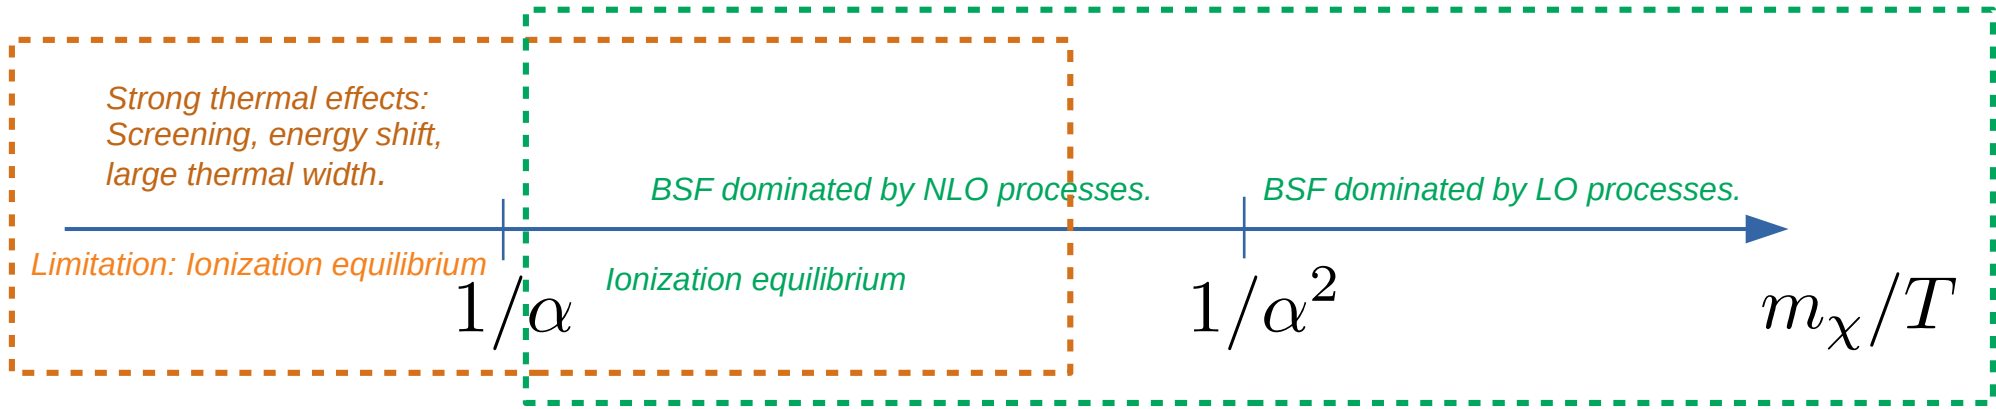 Strong thermal effects:
Screening, energy shift,
large thermal width.
BSF dominated by NLO processes.
BSF dominated by LO processes.
Limitation: Ionization equilibrium
Ionization equilibrium
1/α
1/α²
mᵪ/T